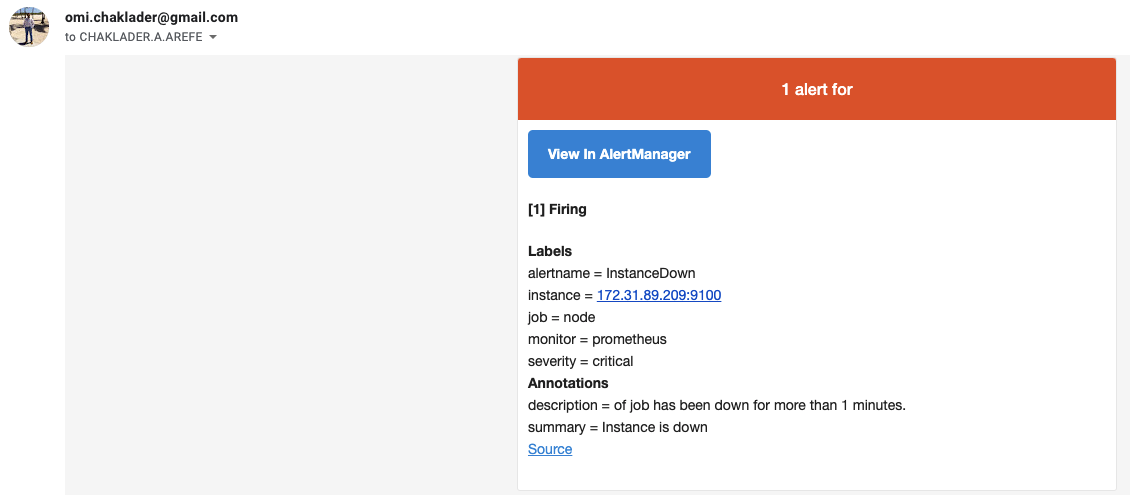 omi.chaklader@gmail.com
to CHAKLADER.A.AREFE
1 alert for
View In AlertManager
[1] Firing
Labels
alertname = InstanceDown
instance = 172.31.89.209:9100
job = node
monitor = prometheus
severity = critical
Annotations
description = of job has been down for more than 1 minutes.
summary = Instance is down
Source